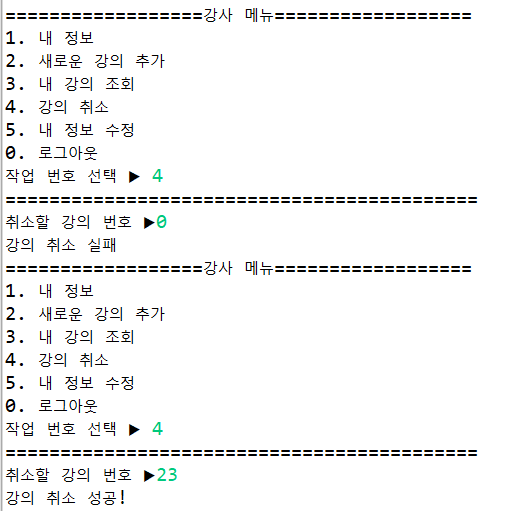 ==================강사 메뉴==================
1. 내 정보
2. 새로운 강의 추가
3. 내 강의 조회
4. 강의 취소
5. 내 정보 수정
0. 로그아웃
작업 번호 선택 ▶ 4
===========================================
취소할 강의 번호 ▶0
강의 취소 실패
==================강사 메뉴==================
1. 내 정보
2. 새로운 강의 추가
3. 내 강의 조회
4. 강의 취소
5. 내 정보 수정
0. 로그아웃
작업 번호 선택 ▶ 4
===========================================
취소할 강의 번호 ▶23
강의 취소 성공!